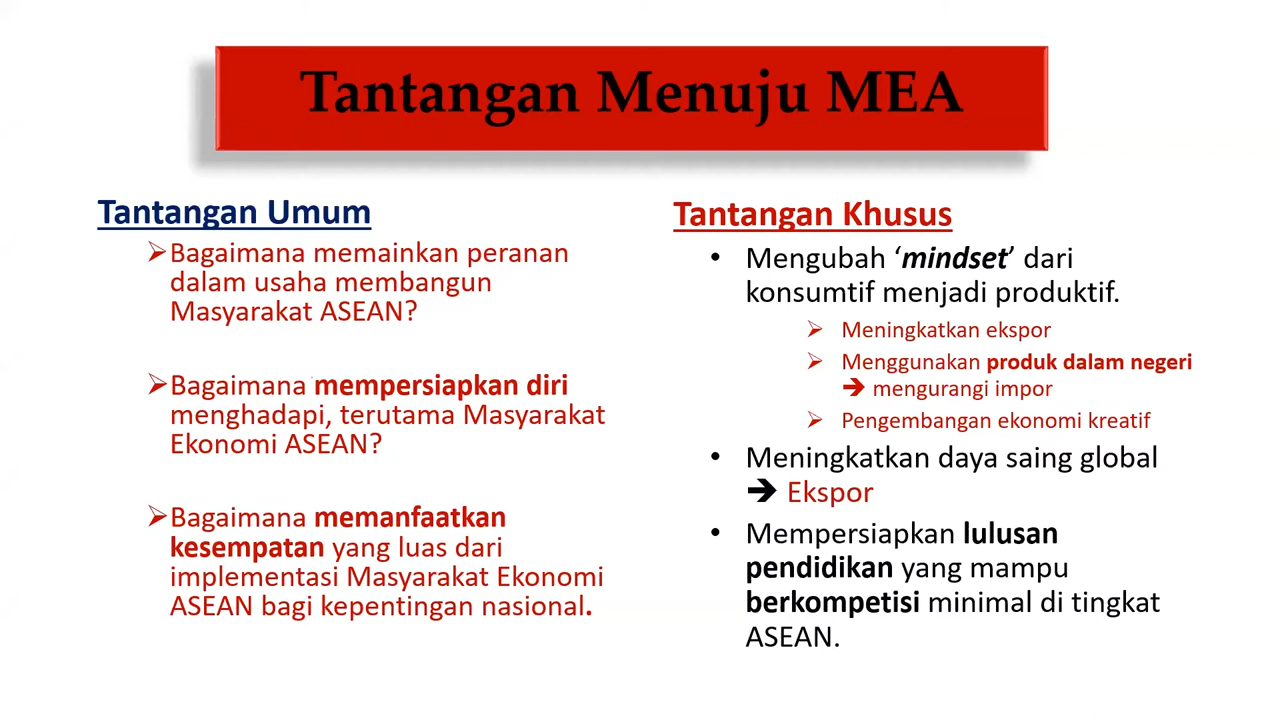 Tantangan Menuju MEA
Tantangan Umum
➢Bagaimana memainkan peranan
dalam usaha membangun
Masyarakat ASEAN?
➢Bagaimana mempersiapkan diri
menghadapi, terutama Masyarakat
Ekonomi ASEAN?
➢Bagaimana memanfaatkan
kesempatan yang luas dari
implementasi Masyarakat Ekonomi
ASEAN bagi kepentingan nasional.
Tantangan Khusus
• Mengubah ‘mindset’ dari
konsumtif menjadi produktif.
➢ Meningkatkan ekspor
➢ Menggunakan produk dalam negeri
➔ mengurangi impor
➢ Pengembangan ekonomi kreatif
• Meningkatkan daya saing global
➔ Ekspor
• Mempersiapkan lulusan
pendidikan yang mampu
berkompetisi minimal di tingkat
ASEAN.